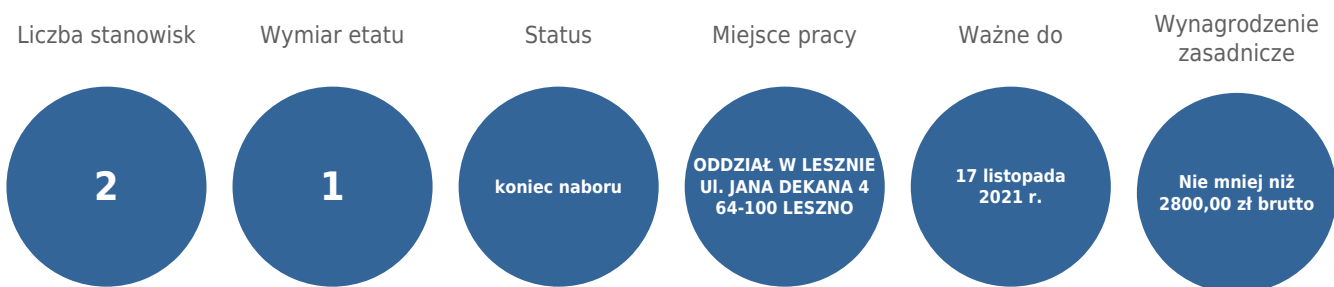 Liczba stanowisk
Wymiar etatu
Status
Miejsce pracy
Ważne do
Wynagrodzenie
zasadnicze
2
1
koniec naboru
ODDZIAŁ W LESZNIE
Ul. JANA DEKANA 4
64-100 LESZNO
17 listopada
2021 r.
Nie mniej niż
2800,00 zł brutto